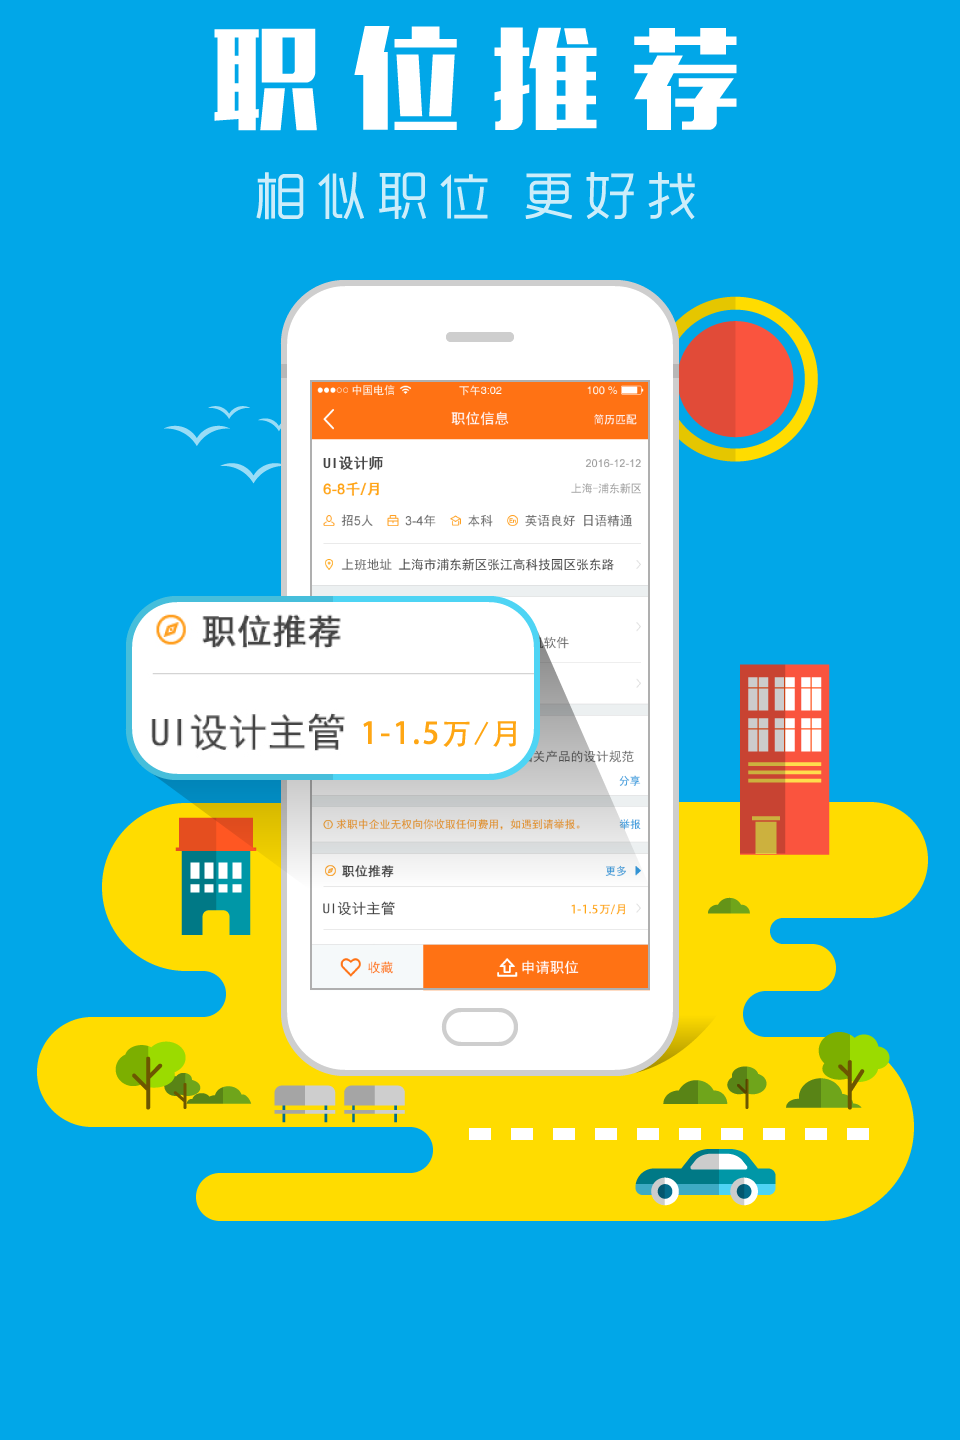 职位推荐
相似职位 更好找
中国电信 下午3:02 100 %
职位信息 简历匹配
UI设计师 2016-12-12
6-8千/月 上海-浦东新区
招5人 3-4年 本科 英语良好 日语精通
上班地址 上海市浦东新区张江高科技园区张东路
职位推荐
软件
UI设计主管 1-1.5万/月
关产品的设计规范
分享
求职中企业无权向你收取任何费用，如遇到请举报。 举报
职位推荐 更多
UI设计主管 1-1.5万/月
收藏 申请职位